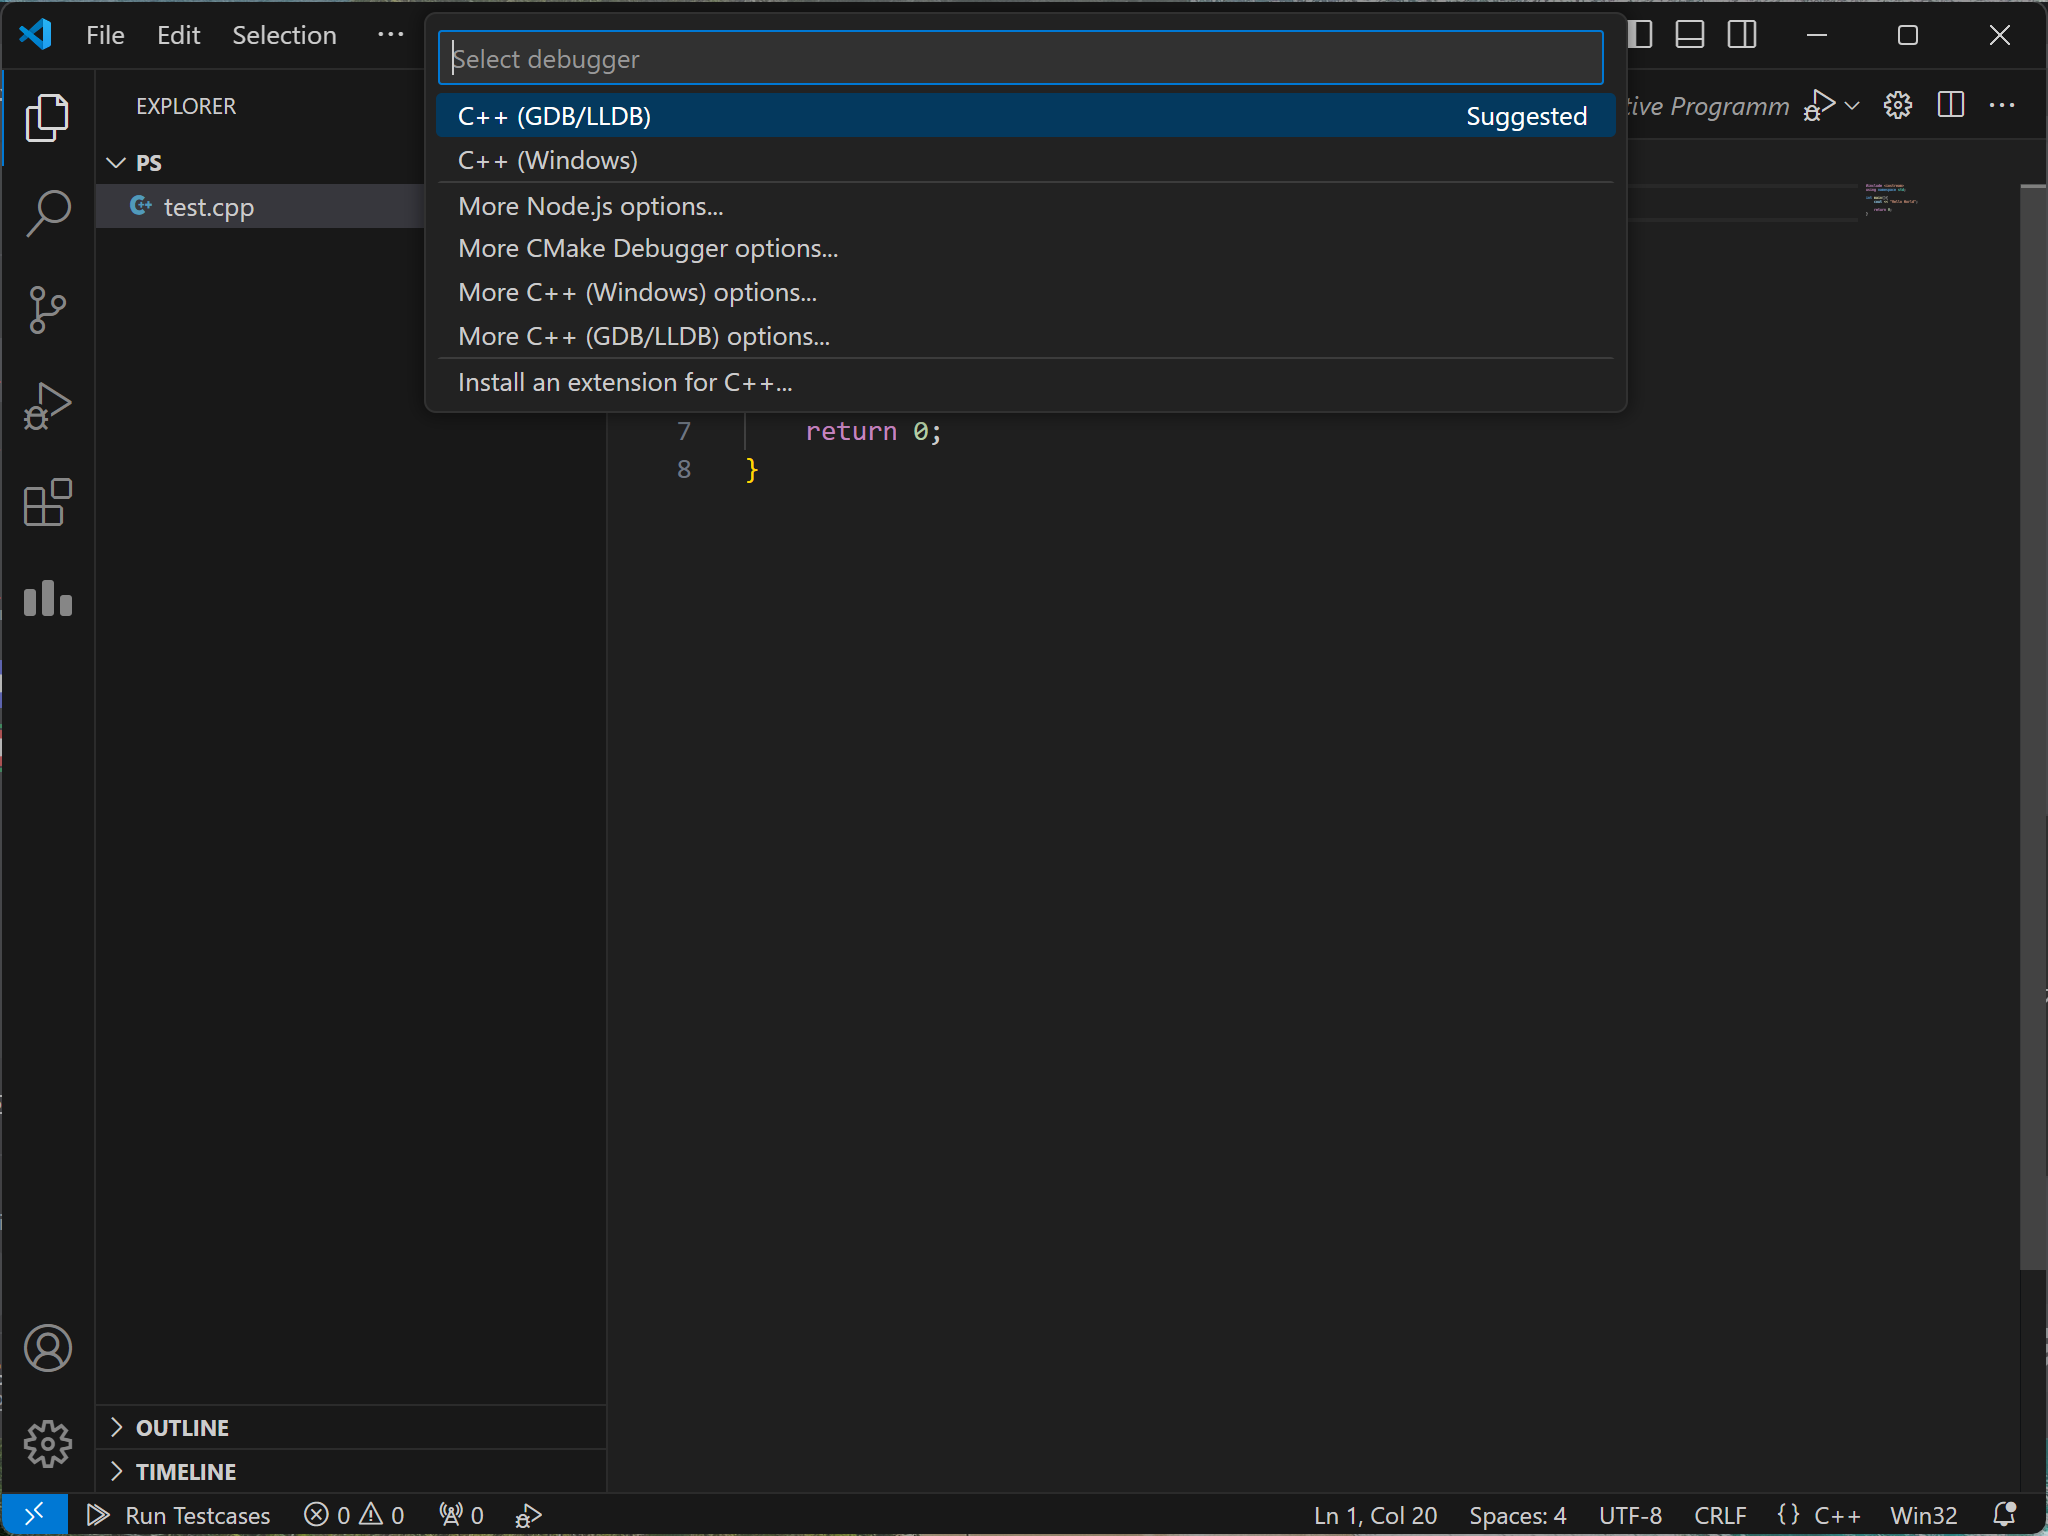 File Edit Selection ···
Select debugger
C++ (GDB/LLDB) Suggested
C++ (Windows)
More Node.js options...
More CMake Debugger options...
More C++ (Windows) options...
More C++ (GDB/LLDB) options...
Install an extension for C++...
EXPLORER
PS
test.cpp
tive Programm
7 return 0;
8 }
OUTLINE
TIMELINE
Run Testcases 0 0 0
Ln 1, Col 20 Spaces: 4 UTF-8 CRLF {} C++ Win32